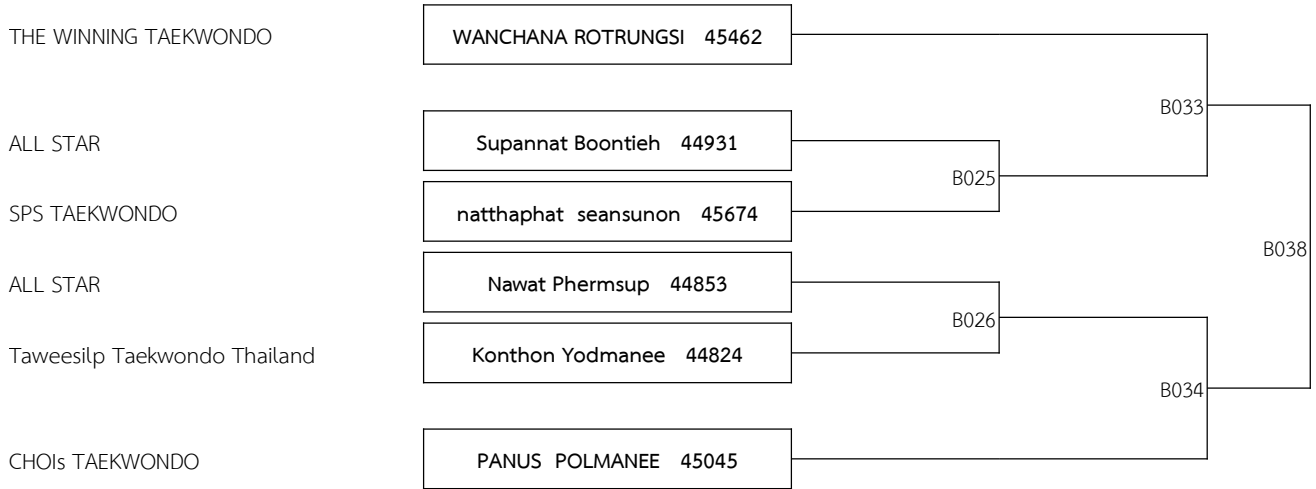 THE WINNING TAEKWONDO WANCHANA ROTRUNGSI 45462
B033
ALL STAR Supannat Boontieh 44931
B025
SPS TAEKWONDO natthaphat seansunon 45674
B038
ALL STAR Nawat Phermsup 44853
B026
Taweesilp Taekwondo Thailand Konthon Yodmanee 44824
B034
CHOIs TAEKWONDO PANUS POLMANEE 45045